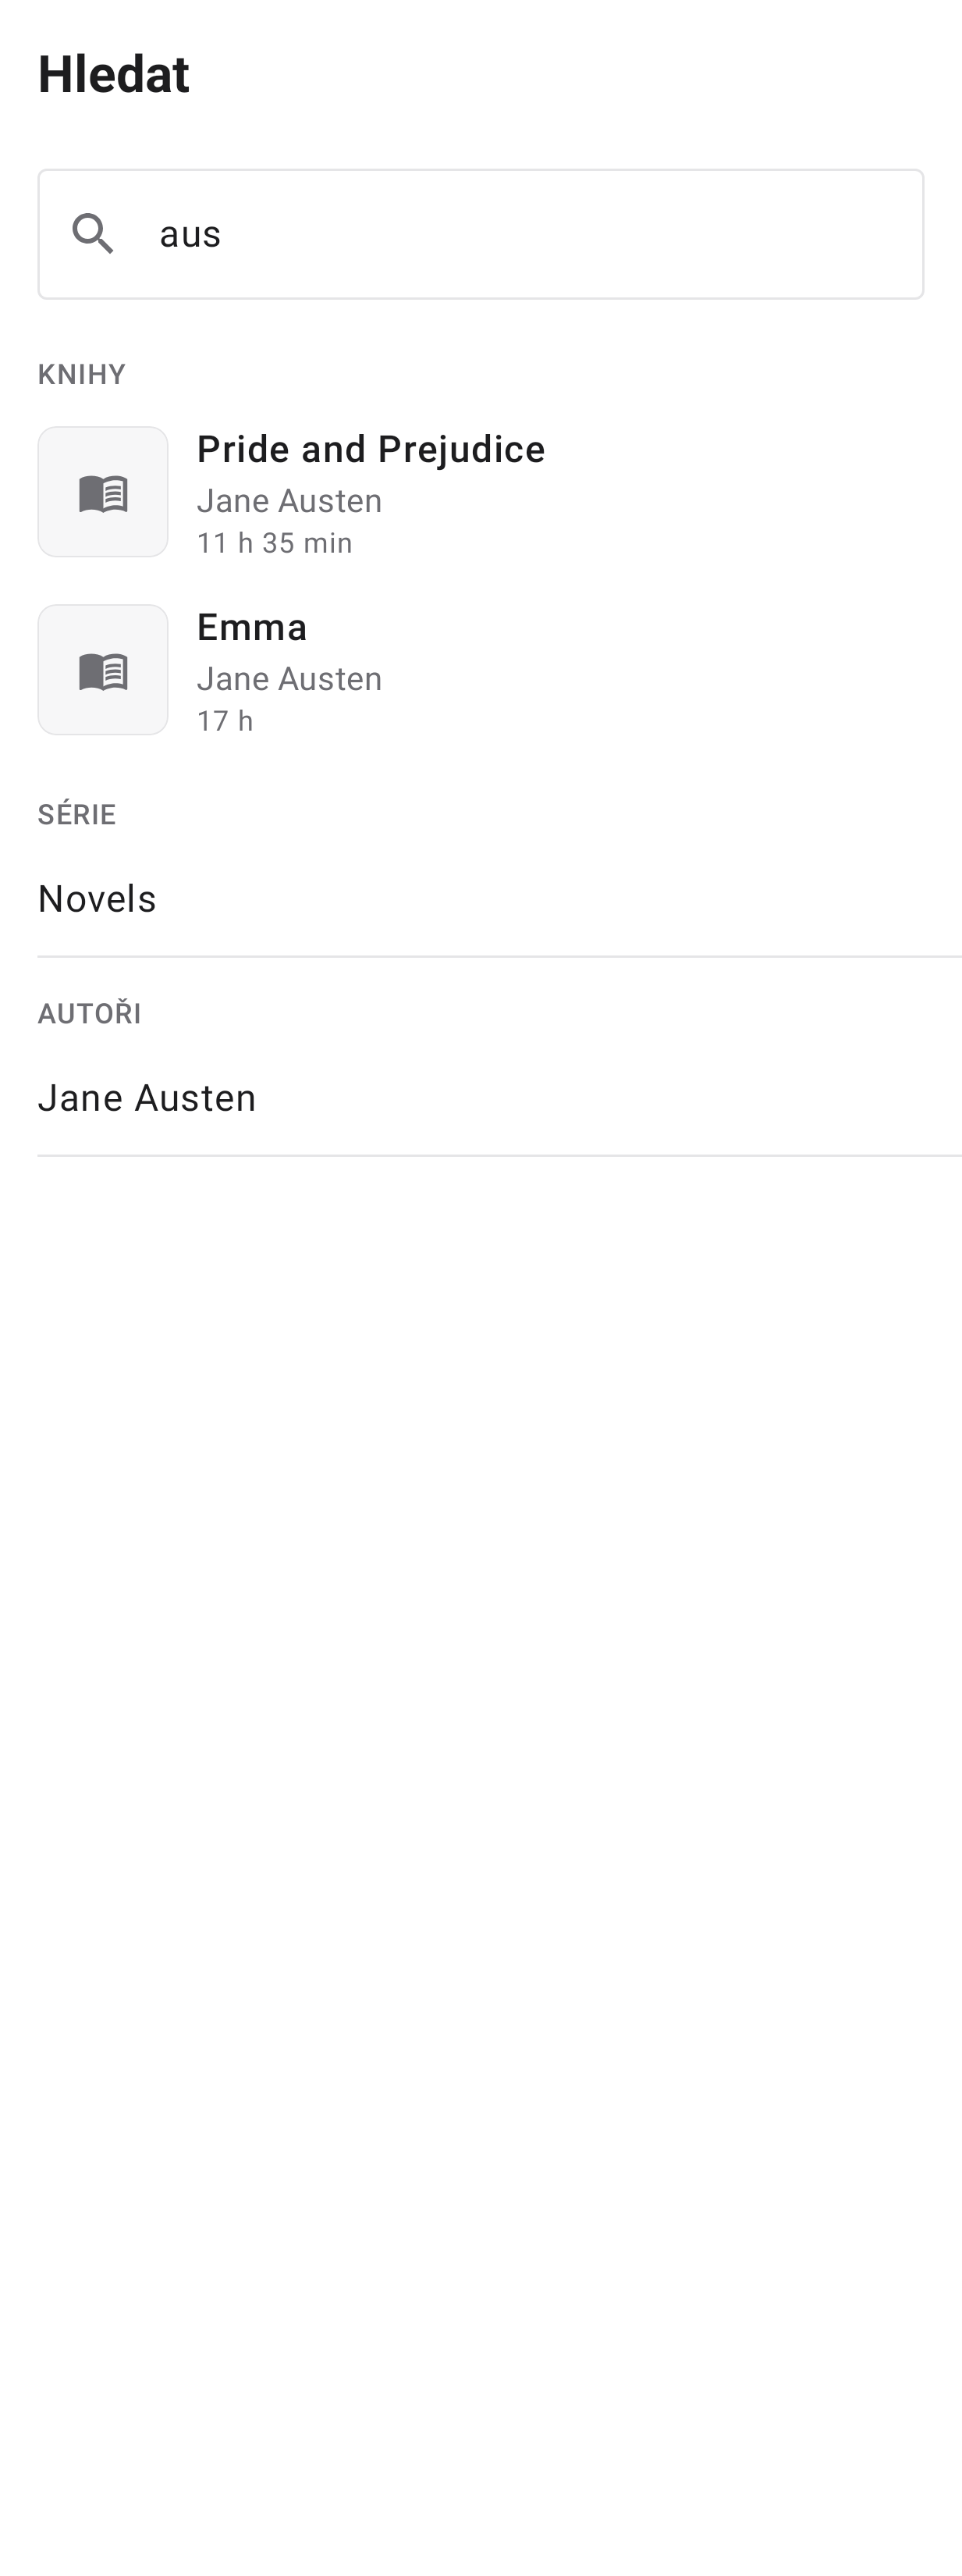 Hledat
aus
KNIHY
Pride and Prejudice
Jane Austen
11 h 35 min
Emma
Jane Austen
17 h
SÉRIE
Novels
AUTOŘI
Jane Austen